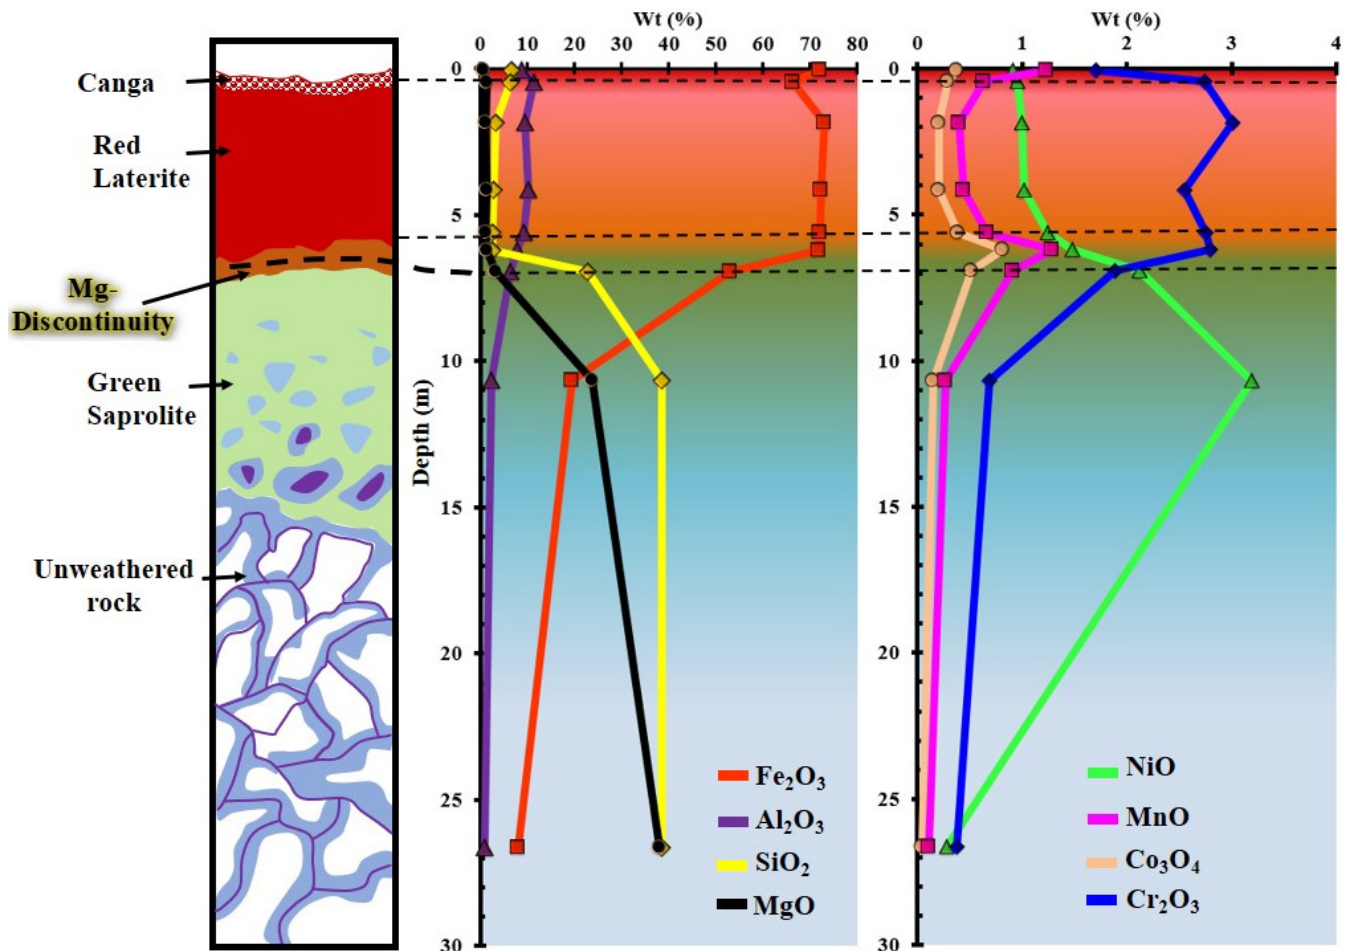 Canga
Red
Laterite
Mg-
Discontinuity
Green
Saprolite
Unweathered
rock
Wt (%)
0 10 20 30 40 50 60 70 80
Depth (m)
0
5
10
15
20
25
30
Fe₂O₃
Al₂O₃
SiO₂
MgO
Wt (%)
0 1 2 3 4
0
5
10
15
20
25
30
NiO
MnO
Co₃O₄
Cr₂O₃